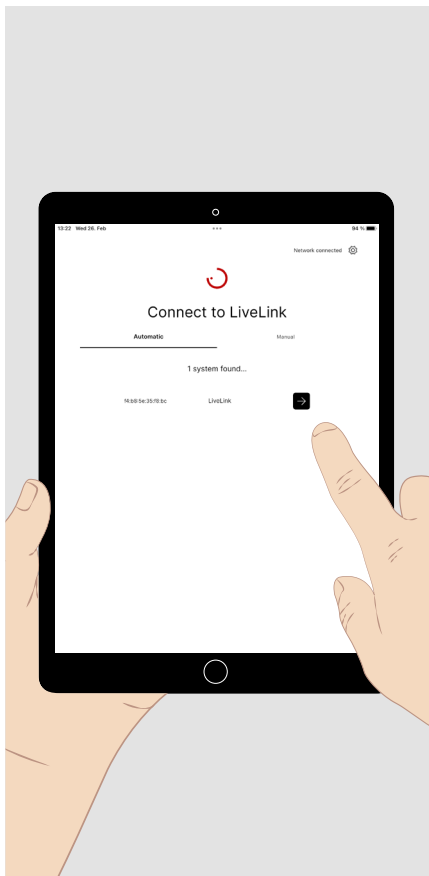 13:22 Wed 26. Feb 94 %
Network connected
Connect to LiveLink
Automatic Manual
1 system found...
f4:b8:5e:35:f8:bc LiveLink